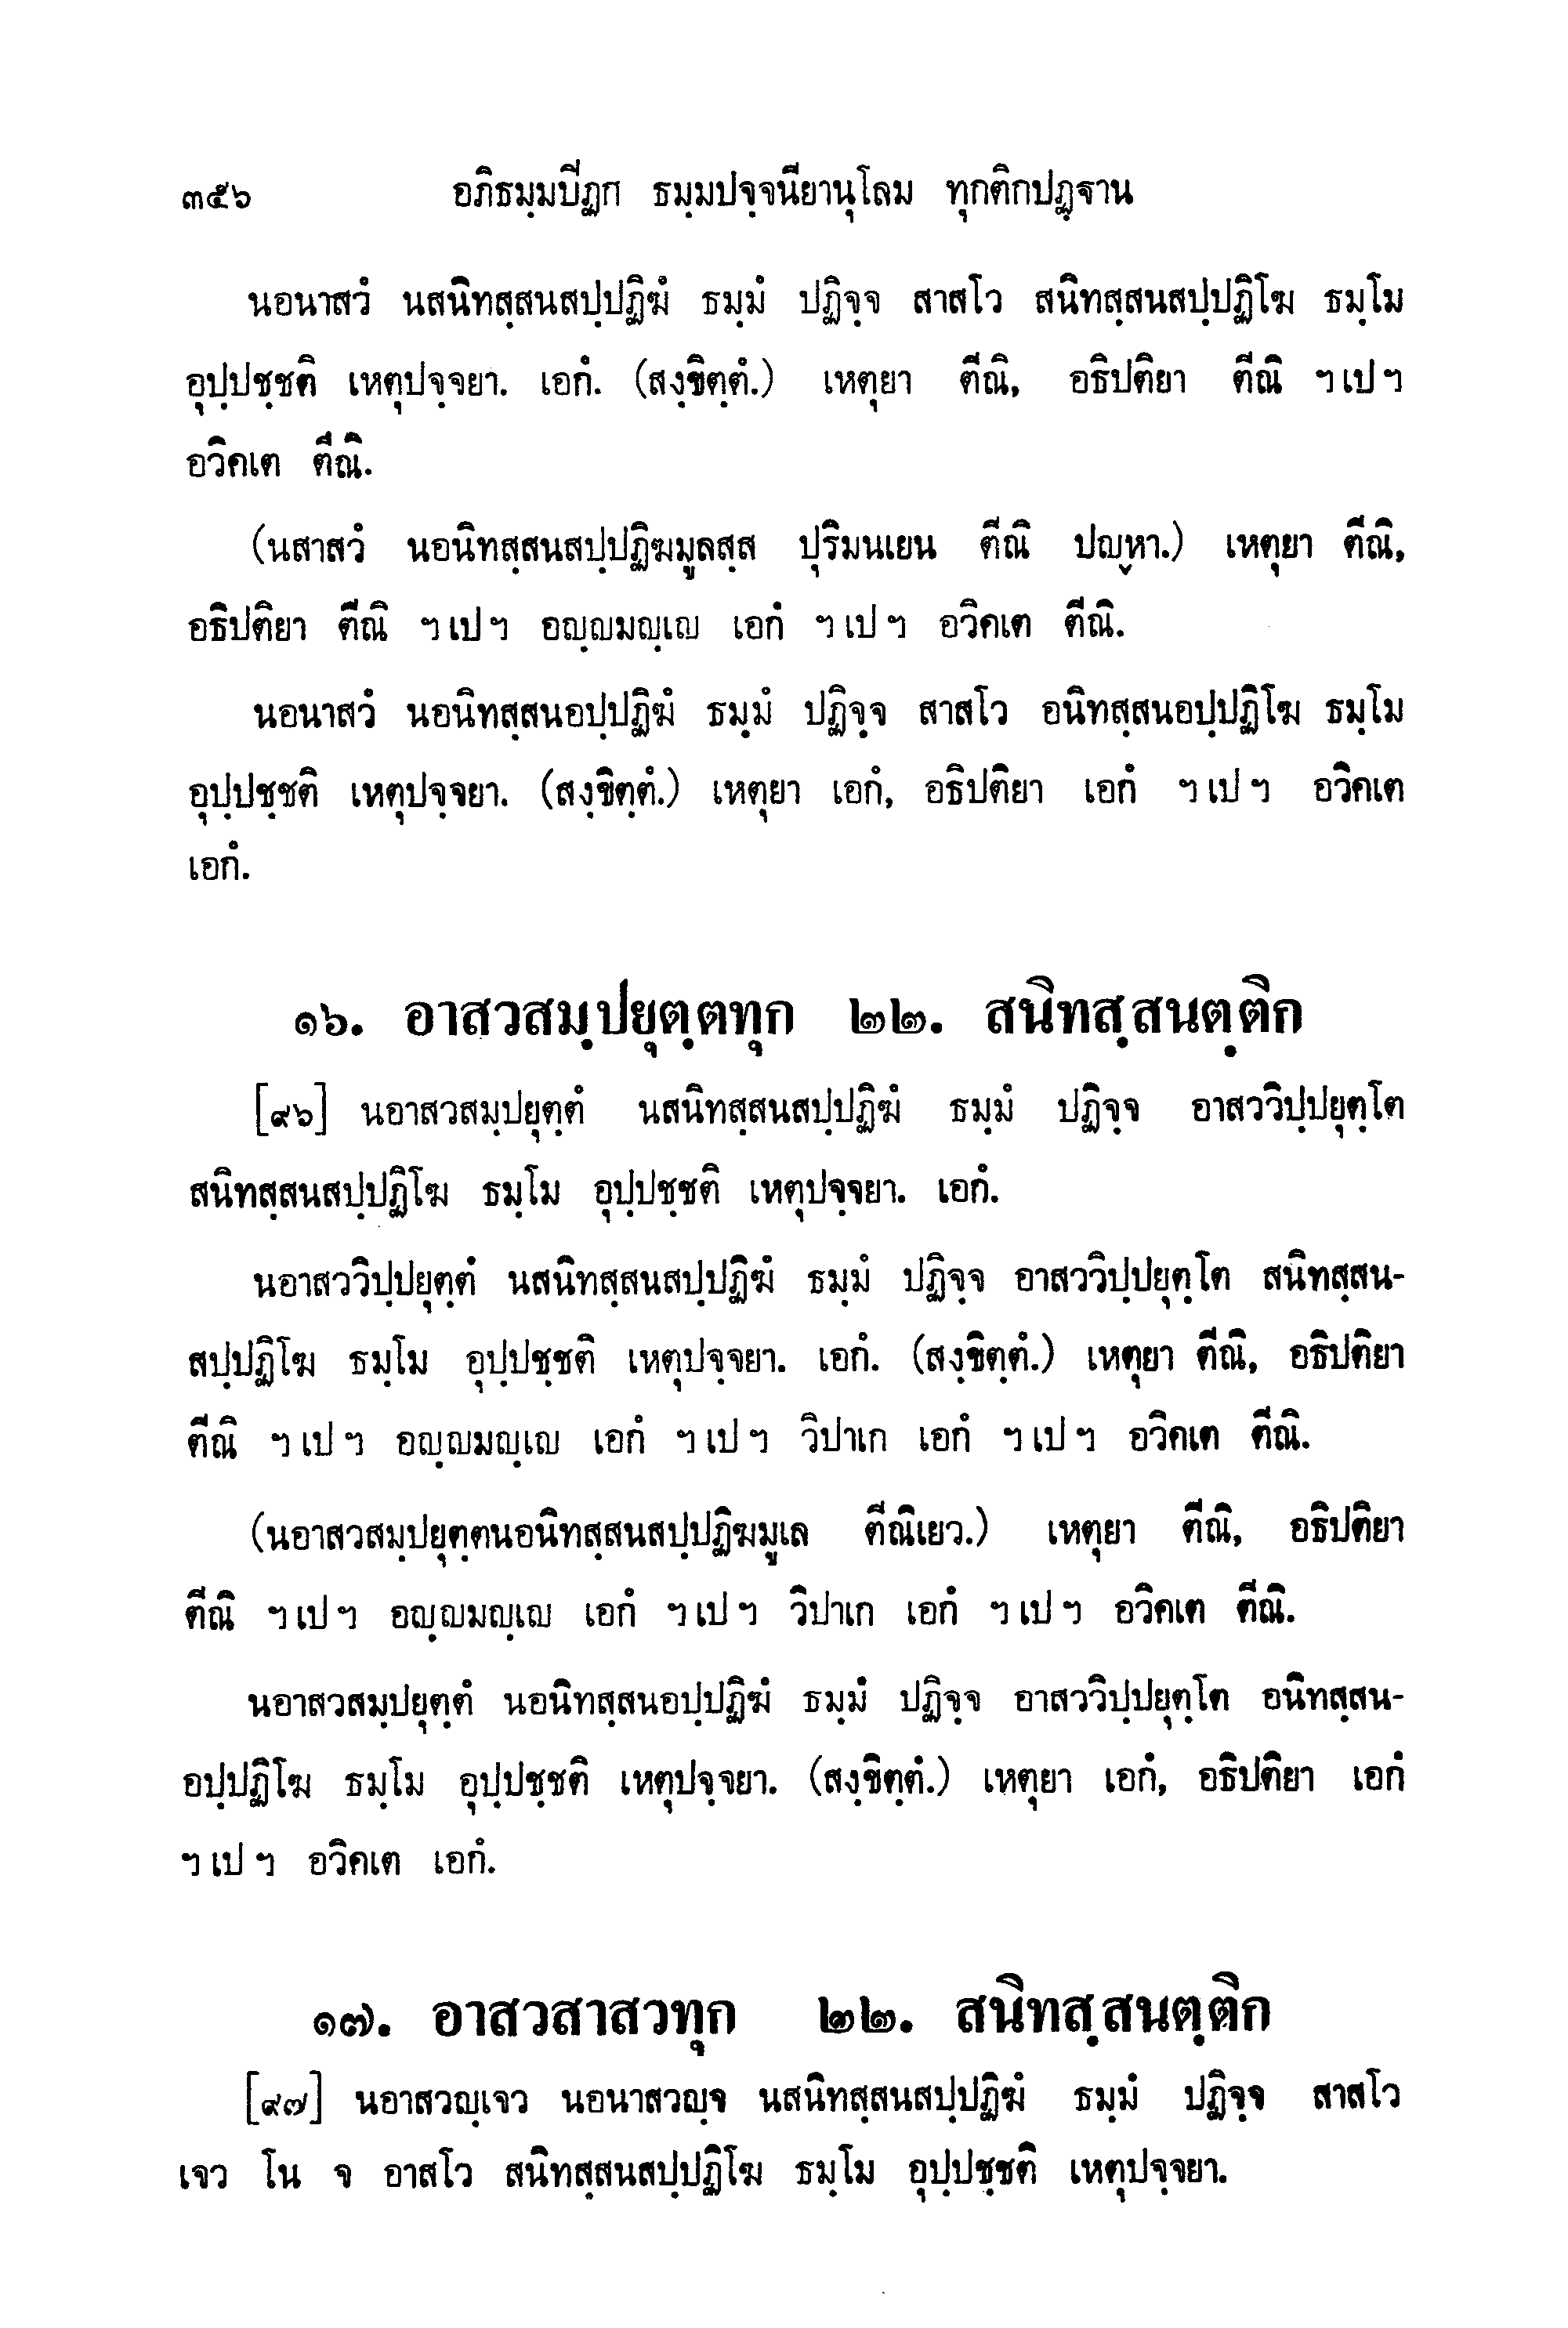 ๓๕๖ อภิธมฺมปีฏก ธมฺมปจฺจนียานุโลม ทุกติกปฏฺฐาน
นอนาสวํ นสนิทสฺสนสปฺปฏิฆํ ธมฺมํ ปฏิจฺจ สาสโว สนิทสฺสนสปฺปฏิโฆ ธมฺโม
อุปฺปชฺชติ เหตุปจฺจยา. เอกํ. (สงฺขิตฺตํ.) เหตุยา ตีณิ, อธิปติยา ตีณิ ฯเปฯ
อวิคเต ตีณิ.
(นสาสวํ นอนิทสฺสนสปฺปฏิฆมูลสฺส ปุริมนเยน ตีณิ ปญฺหา.) เหตุยา ตีณิ,
อธิปติยา ตีณิ ฯเปฯ อญฺญมญฺเญ เอกํ ฯเปฯ อวิคเต ตีณิ.
นอนาสวํ นอนิทสฺสนอปฺปฏิฆํ ธมฺมํ ปฏิจฺจ สาสโว อนิทสฺสนอปฺปฏิโฆ ธมฺโม
อุปฺปชฺชติ เหตุปจฺจยา. (สงฺขิตฺตํ.) เหตุยา เอกํ, อธิปติยา เอกํ ฯเปฯ อวิคเต
เอกํ.
๑๖. อาสวสมฺปยุตฺตทุก ๒๒. สนิทสฺสนตฺติก
[๙๖] นอาสวสมฺปยุตฺตํ นสนิทสฺสนสปฺปฏิฆํ ธมฺมํ ปฏิจฺจ อาสววิปฺปยุตฺโต
สนิทสฺสนสปฺปฏิโฆ ธมฺโม อุปฺปชฺชติ เหตุปจฺจยา. เอกํ.
นอาสววิปฺปยุตฺตํ นสนิทสฺสนสปฺปฏิฆํ ธมฺมํ ปฏิจฺจ อาสววิปฺปยุตฺโต สนิทสฺสน-
สปฺปฏิโฆ ธมฺโม อุปฺปชฺชติ เหตุปจฺจยา. เอกํ. (สงฺขิตฺตํ.) เหตุยา ตีณิ, อธิปติยา
ตีณิ ฯเปฯ อญฺญมญฺเญ เอกํ ฯเปฯ วิปาเก เอกํ ฯเปฯ อวิคเต ตีณิ.
(นอาสวสมฺปยุตฺตนอนิทสฺสนสปฺปฏิฆมูเล ตีณิเยว.) เหตุยา ตีณิ, อธิปติยา
ตีณิ ฯเปฯ อญฺญมญฺเญ เอกํ ฯเปฯ วิปาเก เอกํ ฯเปฯ อวิคเต ตีณิ.
นอาสวสมฺปยุตฺตํ นอนิทสฺสนอปฺปฏิฆํ ธมฺมํ ปฏิจฺจ อาสววิปฺปยุตฺโต อนิทสฺสน-
อปฺปฏิโฆ ธมฺโม อุปฺปชฺชติ เหตุปจฺจยา. (สงฺขิตฺตํ.) เหตุยา เอกํ, อธิปติยา เอกํ
ฯเปฯ อวิคเต เอกํ.
๑๗. อาสวสาสวทุก ๒๒. สนิทสฺสนตฺติก
[๙๗] นอาสวญฺเจว นอนาสวญฺจ นสนิทสฺสนสปฺปฏิฆํ ธมฺมํ ปฏิจฺจ สาสโว
เจว โน จ อาสโว สนิทสฺสนสปฺปฏิโฆ ธมฺโม อุปฺปชฺชติ เหตุปจฺจยา.